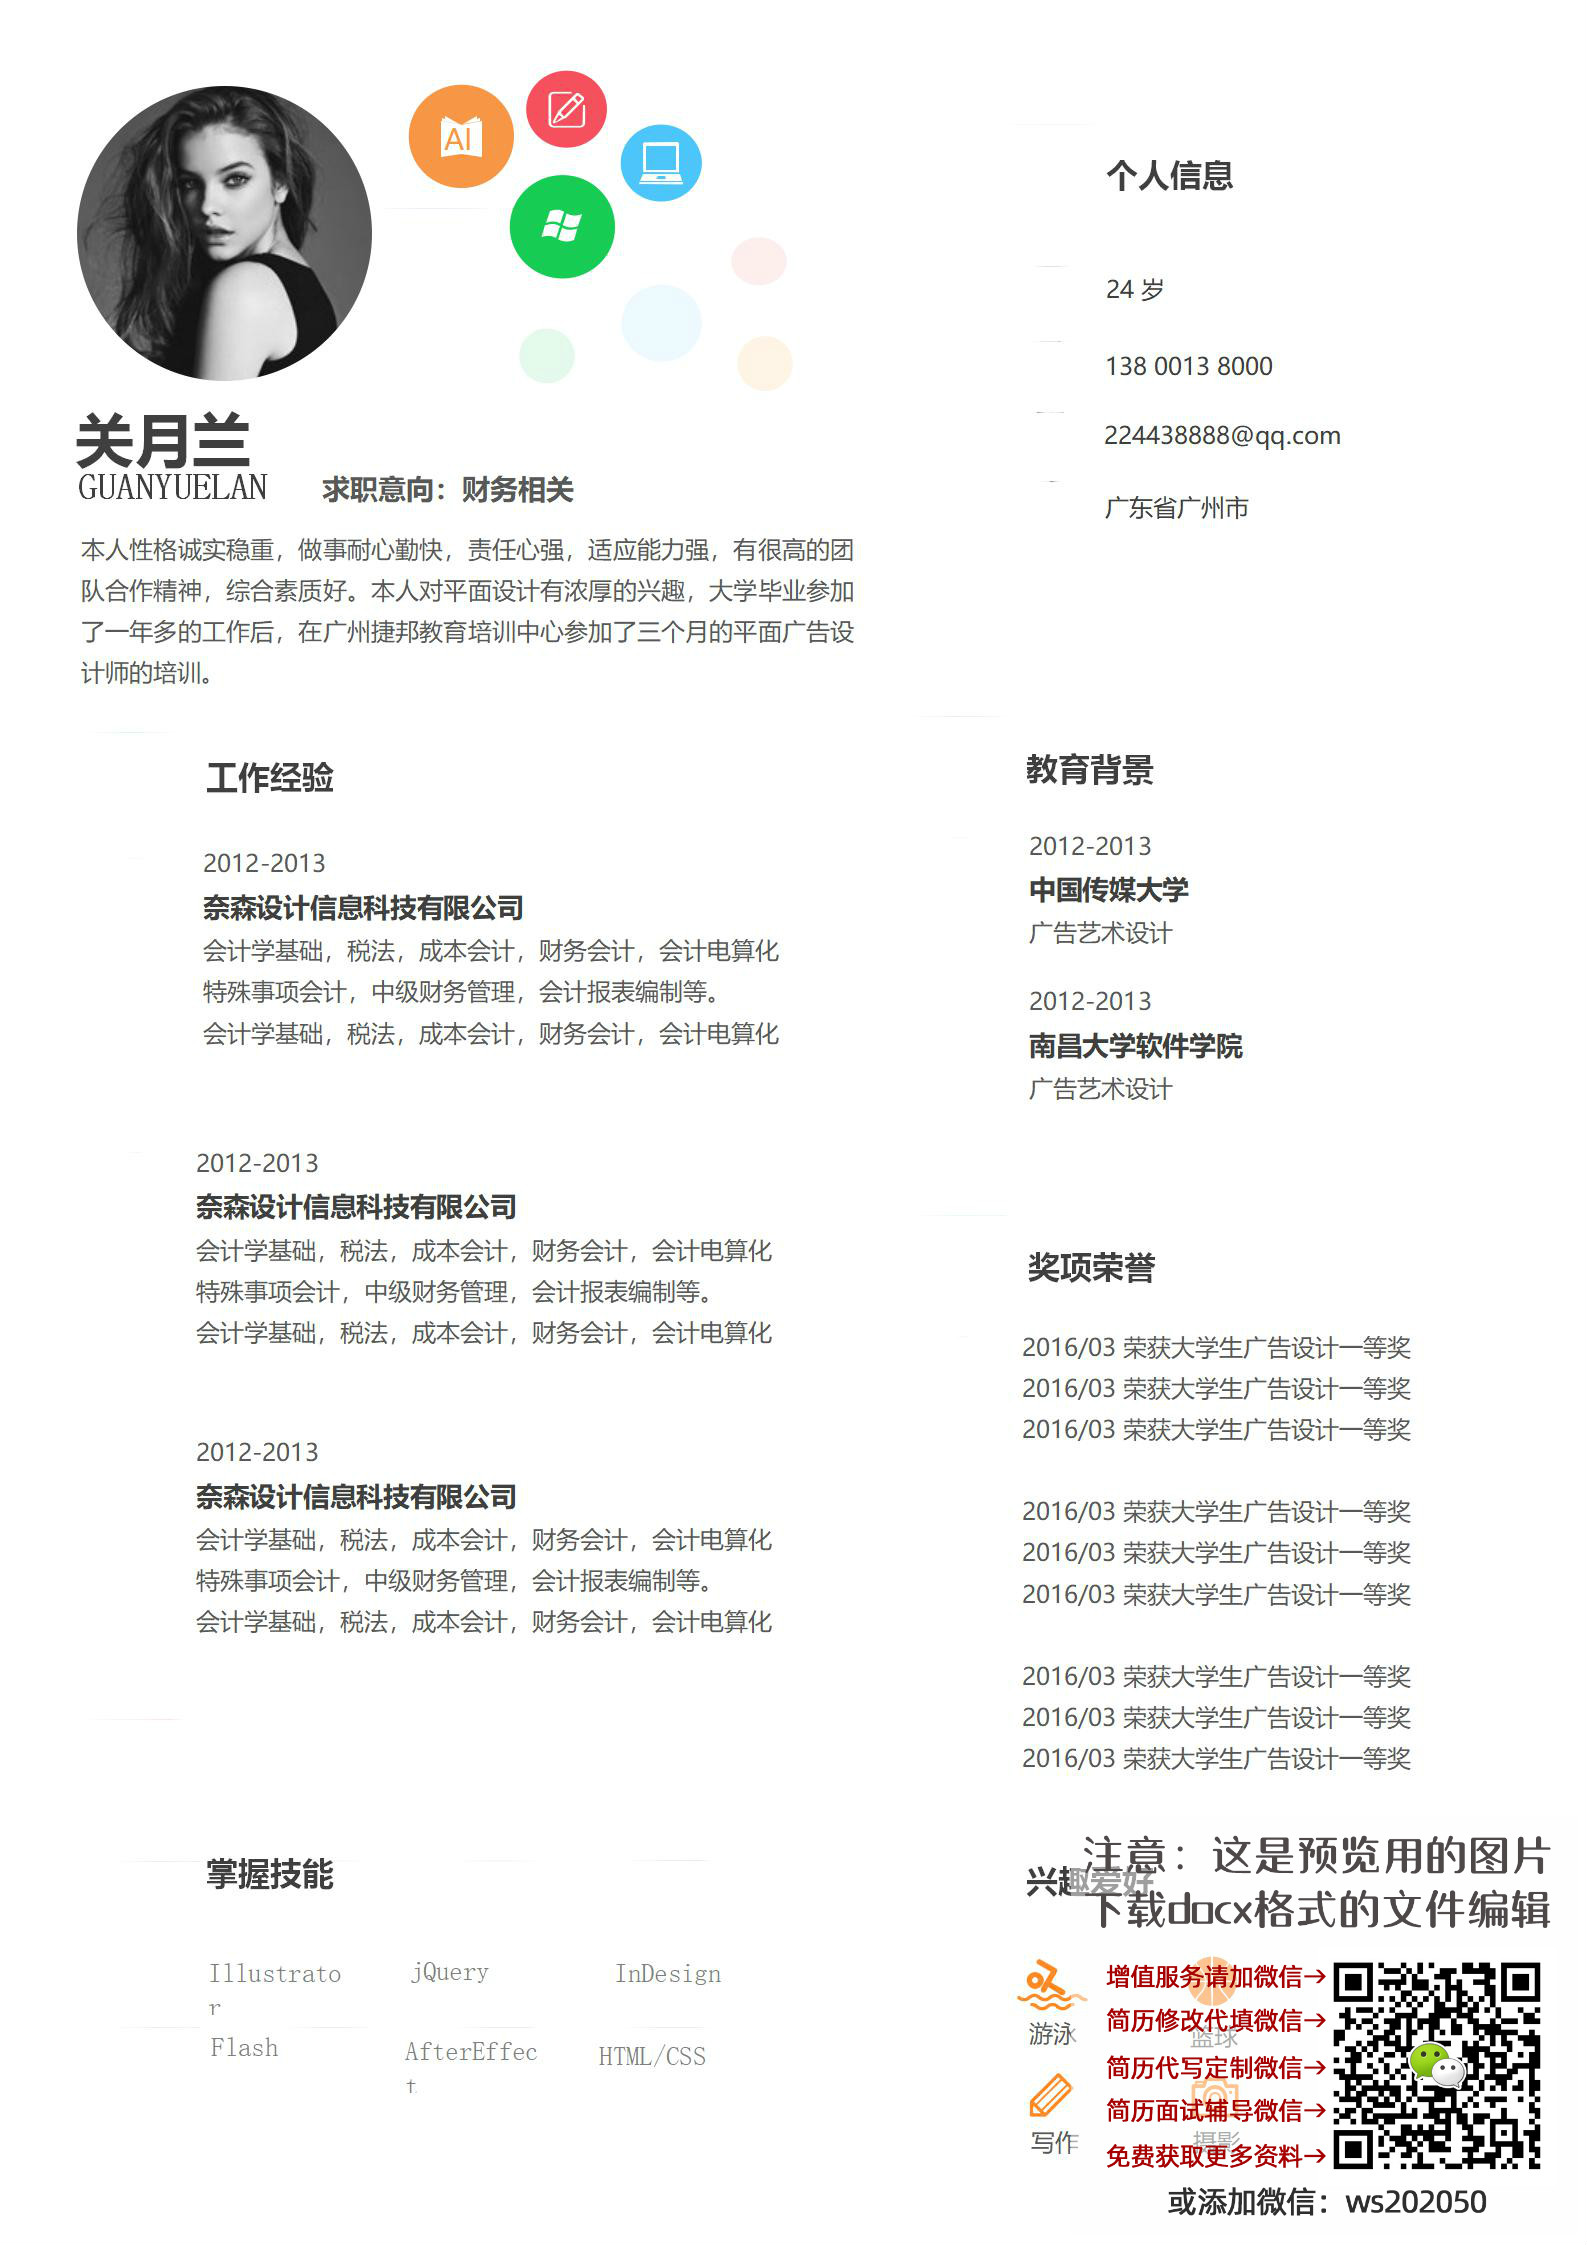 AI
关月兰
GUANYUELAN
求职意向：财务相关
本人性格诚实稳重，做事耐心勤快，责任心强，适应能力强，有很高的团
队合作精神，综合素质好。本人对平面设计有浓厚的兴趣，大学毕业参加
了一年多的工作后，在广州捷邦教育培训中心参加了三个月的平面广告设
计师的培训。
个人信息
24 岁
138 0013 8000
224438888@qq.com
广东省广州市
工作经验
2012-2013
奈森设计信息科技有限公司
会计学基础，税法，成本会计，财务会计，会计电算化
特殊事项会计，中级财务管理，会计报表编制等。
会计学基础，税法，成本会计，财务会计，会计电算化
2012-2013
奈森设计信息科技有限公司
会计学基础，税法，成本会计，财务会计，会计电算化
特殊事项会计，中级财务管理，会计报表编制等。
会计学基础，税法，成本会计，财务会计，会计电算化
2012-2013
奈森设计信息科技有限公司
会计学基础，税法，成本会计，财务会计，会计电算化
特殊事项会计，中级财务管理，会计报表编制等。
会计学基础，税法，成本会计，财务会计，会计电算化
教育背景
2012-2013
中国传媒大学
广告艺术设计
2012-2013
南昌大学软件学院
广告艺术设计
奖项荣誉
2016/03 荣获大学生广告设计一等奖
2016/03 荣获大学生广告设计一等奖
2016/03 荣获大学生广告设计一等奖
2016/03 荣获大学生广告设计一等奖
2016/03 荣获大学生广告设计一等奖
2016/03 荣获大学生广告设计一等奖
2016/03 荣获大学生广告设计一等奖
2016/03 荣获大学生广告设计一等奖
2016/03 荣获大学生广告设计一等奖
掌握技能
Illustrato
r
jQuery
InDesign
Flash
AfterEffec
t
HTML/CSS
兴趣爱好
游泳
篮球
写作
摄影
注意：这是预览用的图片
下载docx格式的文件编辑
增值服务请加微信→
简历修改代填微信→
简历代写定制微信→
简历面试辅导微信→
免费获取更多资料→
或添加微信：ws202050